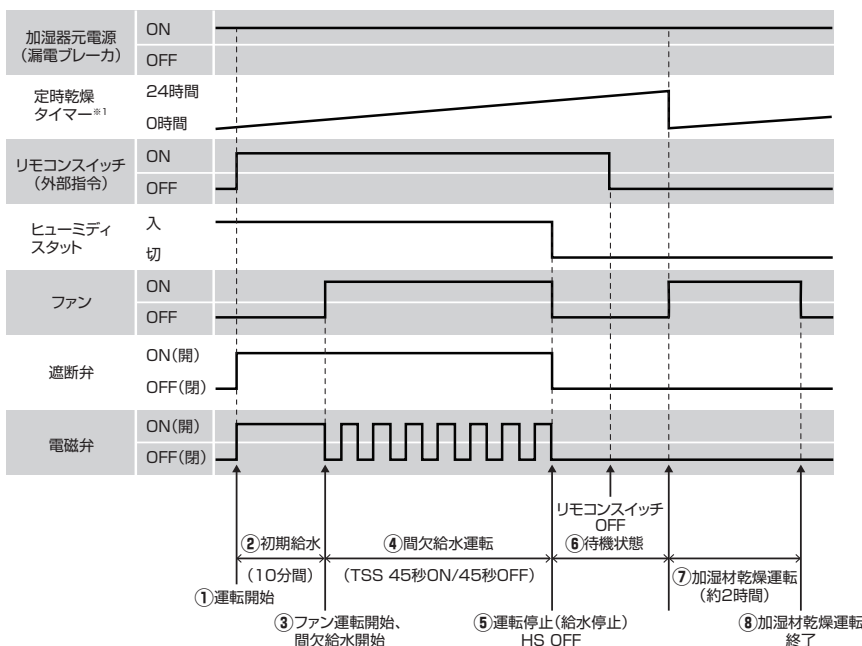 加湿器元電源
（漏電ブレーカ）
ON
OFF
定時乾燥
タイマー※1
24時間
0時間
リモコンスイッチ
（外部指令）
ON
OFF
ヒューミディ
スタット
入
切
ファン
ON
OFF
遮断弁
ON（開）
OFF（閉）
電磁弁
ON（開）
OFF（閉）
リモコンスイッチ
OFF
②初期給水
④間欠給水運転
⑥待機状態
（10分間）
（TSS 45秒ON/45秒OFF）
⑦加湿材乾燥運転
（約2時間）
①運転開始
③ファン運転開始、
間欠給水開始
⑤運転停止（給水停止）
HS OFF
⑧加湿材乾燥運転
終了